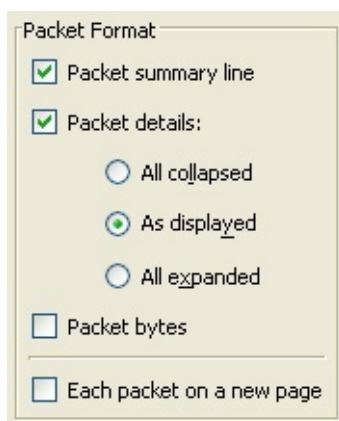 Packet Format
Packet summary line
Packet details:
All collapsed
As displayed
All expanded
Packet bytes
Each packet on a new page